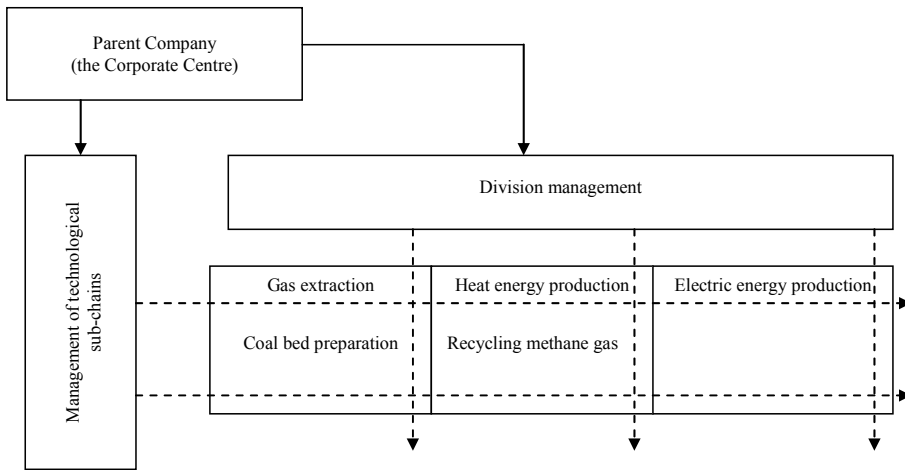 Parent Company
(the Corporate Centre)
Management of technological
sub-chains
Division management
Gas extraction
Heat energy production
Electric energy production
Coal bed preparation
Recycling methane gas